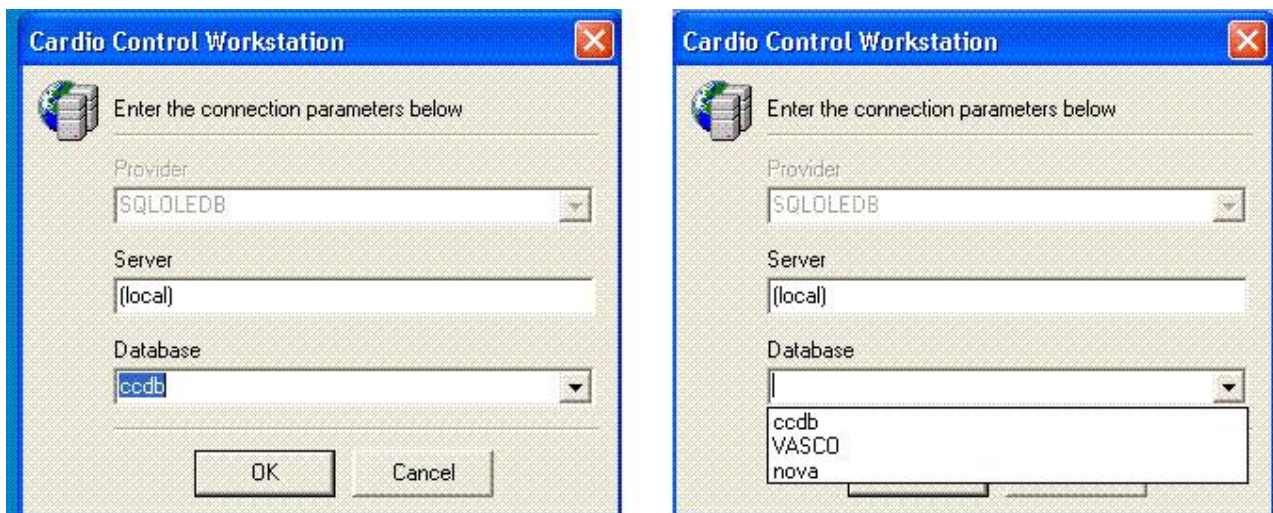 Cardio Control Workstation
Enter the connection parameters below
Provider
SQLOLEDB
Server
(local)
Database
ccdb
OK
Cancel
Cardio Control Workstation
Enter the connection parameters below
Provider
SQLOLEDB
Server
(local)
Database
ccdb
VASCO
nova